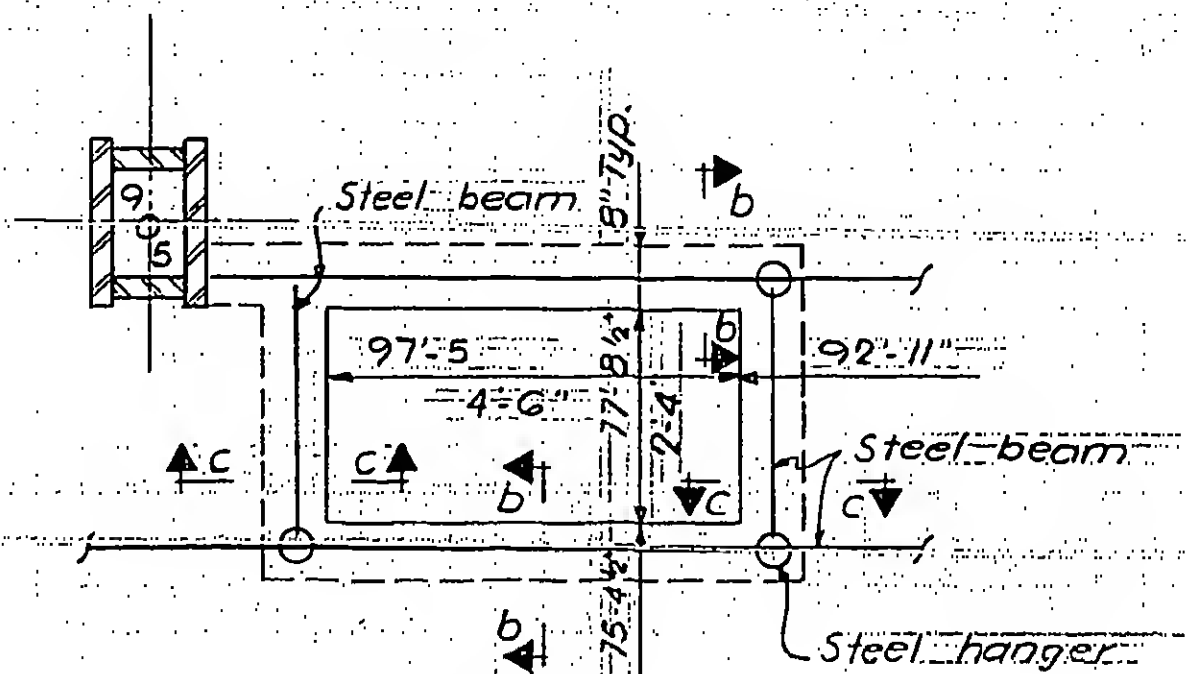 8" Typ.
b
9
Steel beam
5
b
97'-5
92'-11"
4'-6"
77'-8½"
2'-4"
Steel beam
c
c
b
c
c
75'-4½"
b
Steel hanger